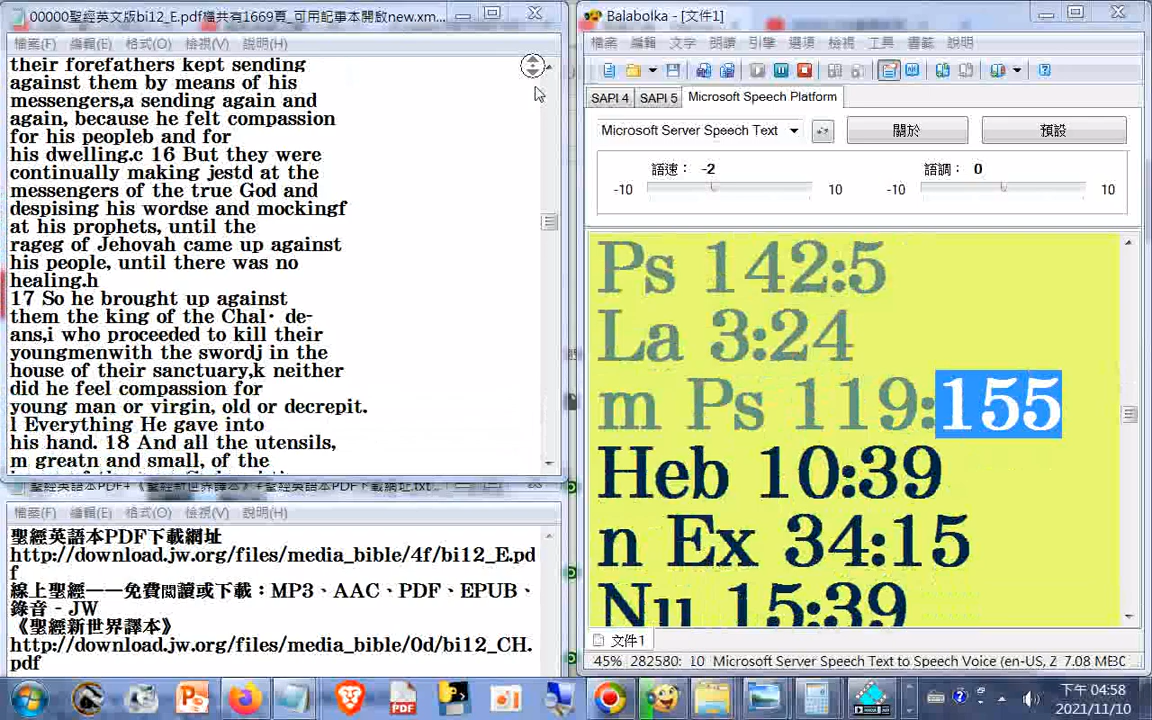 00000聖經英文版bi12_E.pdf檔共有1669頁_可用記事本開啟new.xm...
檔案(F) 編輯(E) 格式(O) 檢視(V) 說明(H)
their forefathers kept sending
against them by means of his
messengers,a sending again and
again, because he felt compassion
for his peopleb and for
his dwelling.c 16 But they were
continually making jestd at the
messengers of the true God and
despising his wordse and mockingf
at his prophets, until the
rageg of Jehovah came up against
his people, until there was no
healing.h
17 So he brought up against
them the king of the Chal· de-
ans,i who proceeded to kill their
youngmenwith the swordj in the
house of their sanctuary,k neither
did he feel compassion for
young man or virgin, old or decrepit.
l Everything He gave into
his hand. 18 And all the utensils,
m greatn and small, of the
檔案(F) 編輯(E) 格式(O) 檢視(V) 說明(H)
聖經英語本PDF下載網址
http://download.jw.org/files/media_bible/4f/bi12_E.pd
f
線上聖經——免費閱讀或下載：MP3、AAC、PDF、EPUB、
錄音 - JW
《聖經新世界譯本》
http://download.jw.org/files/media_bible/0d/bi12_CH.
pdf
Balabolka - [文件1]
檔案 編輯 文字 朗讀 引擎 選項 檢視 工具 書籤 說明
SAPI 4 SAPI 5 Microsoft Speech Platform
Microsoft Server Speech Text 關於 預設
語速： -2 語調： 0
-10 10 -10 10
Ps 142:5
La 3:24
m Ps 119:155
Heb 10:39
n Ex 34:15
Nu 15:39
文件1
45% 282580: 10 Microsoft Server Speech Text to Speech Voice (en-US, Z 7.08 MB
下午 04:58
2021/11/10